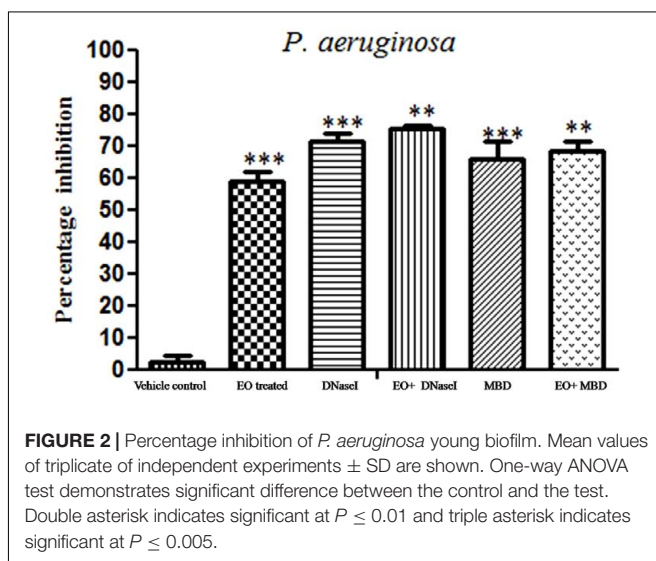 P. aeruginosa
Percentage inhibition
100
90
80
70
60
50
40
30
20
10
0
***
***
**
***
**
Vehicle control EO treated DNaseI EO+ DNaseI MBD EO+ MBD
FIGURE 2 | Percentage inhibition of P. aeruginosa young biofilm. Mean values
of triplicate of independent experiments ± SD are shown. One-way ANOVA
test demonstrates significant difference between the control and the test.
Double asterisk indicates significant at P ≤ 0.01 and triple asterisk indicates
significant at P ≤ 0.005.